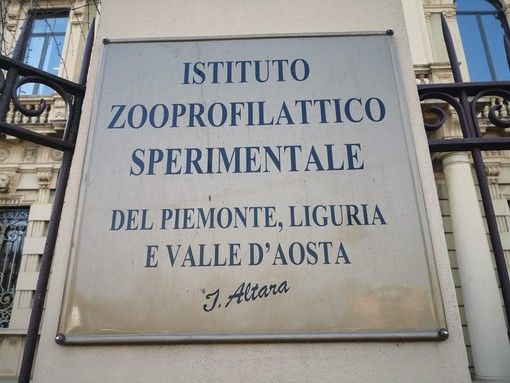 ISTITUTO
ZOOPROFILATTICO
SPERIMENTALE
DEL PIEMONTE, LIGURIA
E VALLE D'AOSTA
I. Altara